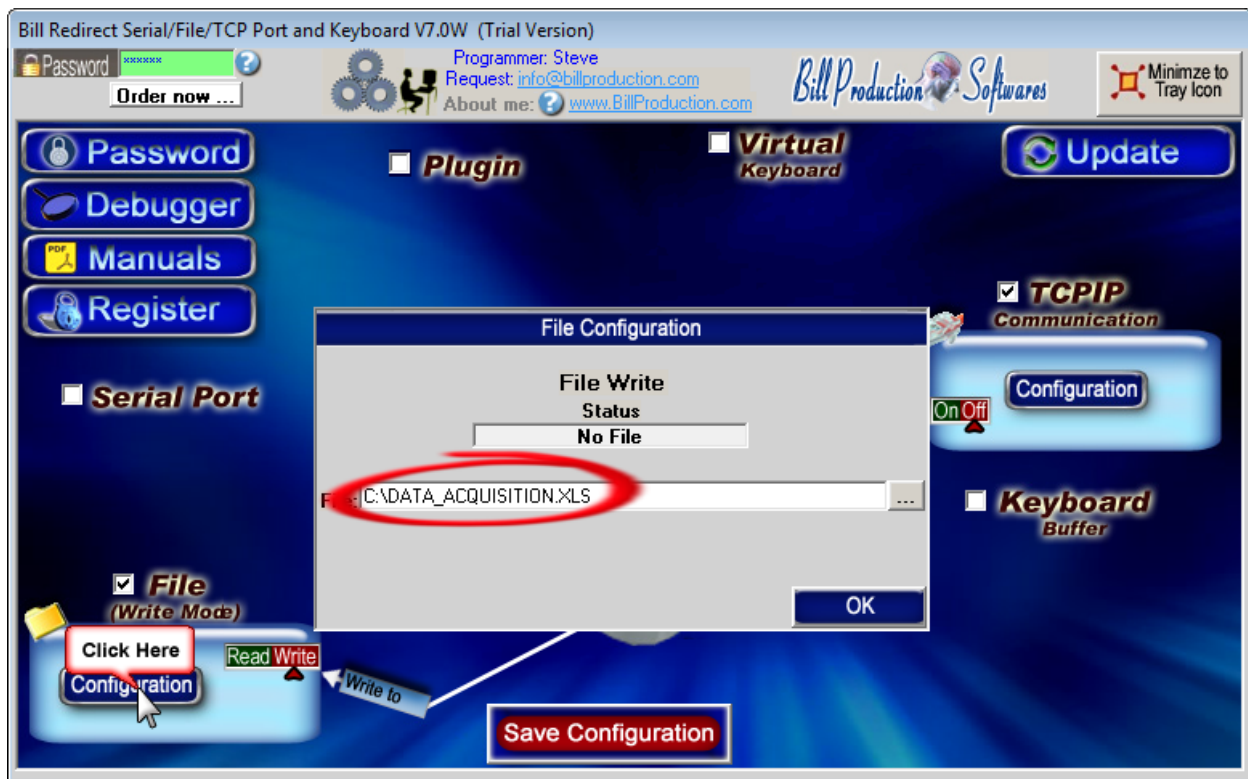 Bill Redirect Serial/File/TCP Port and Keyboard V7.0W (Trial Version)
Password ****** ?
Order now ...
Programmer: Steve
Request: info@billproduction.com
About me: ? www.BillProduction.com
Bill Production Softwares
Minimze to
Tray Icon
Password
Debugger
PDF
Manuals
Register
Plugin
Virtual
Keyboard
Update
TCPIP
Communication
Configuration
On Off
Serial Port
File Configuration
File Write
Status
No File
File: C:\DATA_ACQUISITION.XLS
...
OK
Keyboard
Buffer
File
(Write Mode)
Click Here
Read Write
Configuration
Write to
Save Configuration